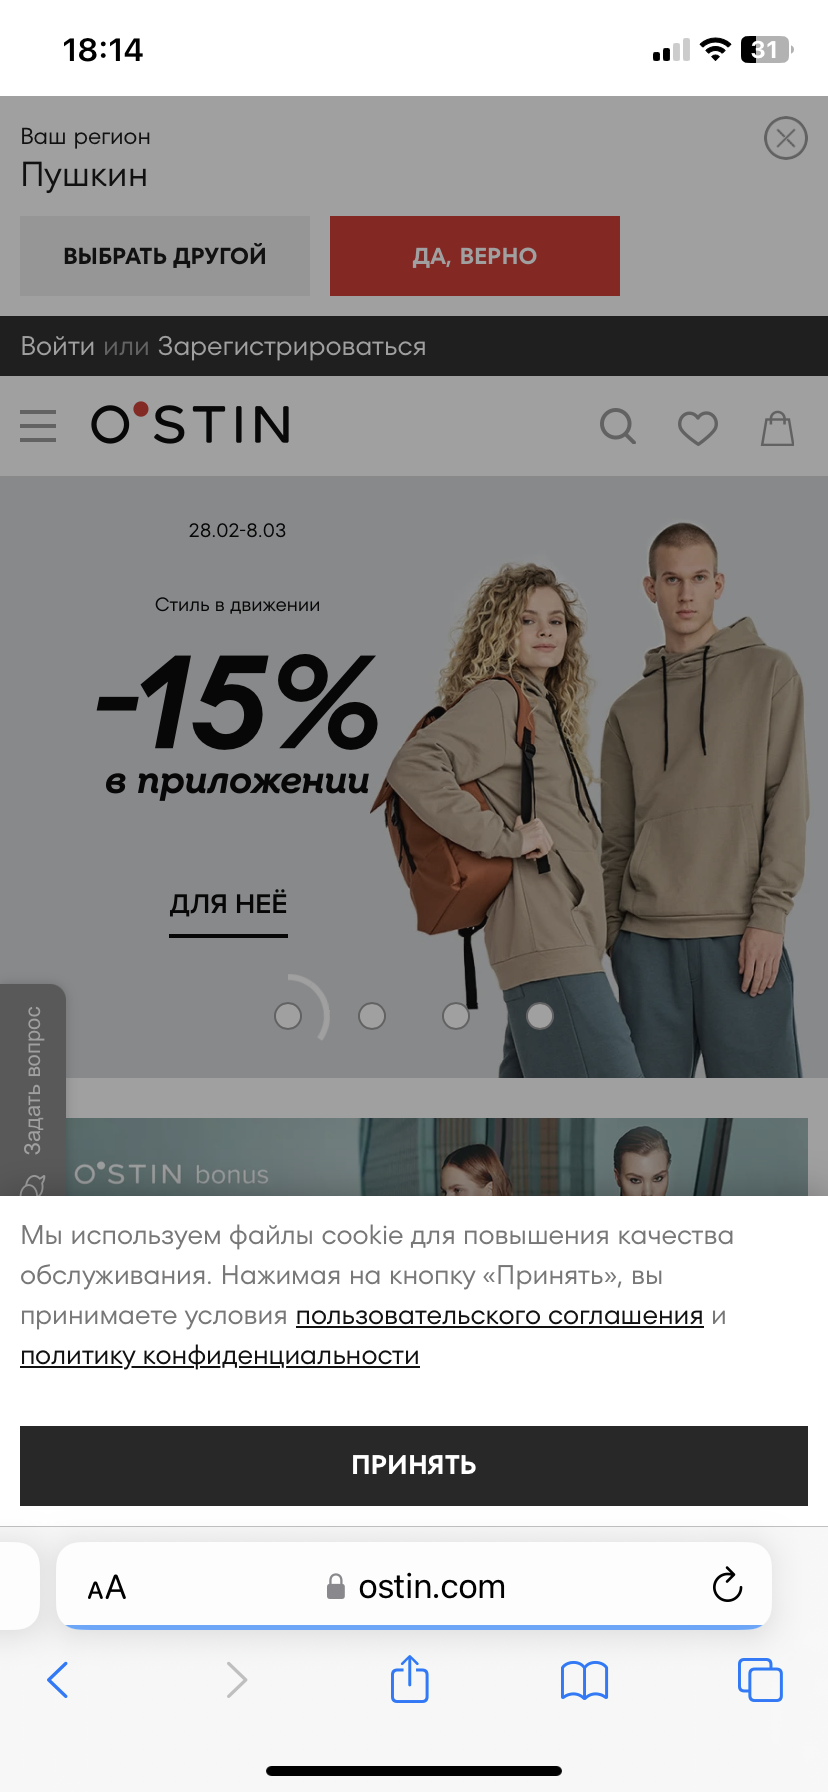 18:14
31
Ваш регион
Пушкин
ВЫБРАТЬ ДРУГОЙ
ДА, ВЕРНО
Войти или Зарегистрироваться
O'STIN
28.02-8.03
Стиль в движении
-15%
в приложении
ДЛЯ НЕЁ
Задать вопрос
O'STIN bonus
Мы используем файлы cookie для повышения качества
обслуживания. Нажимая на кнопку «Принять», вы
принимаете условия пользовательского соглашения и
политику конфиденциальности
ПРИНЯТЬ
AA
ostin.com